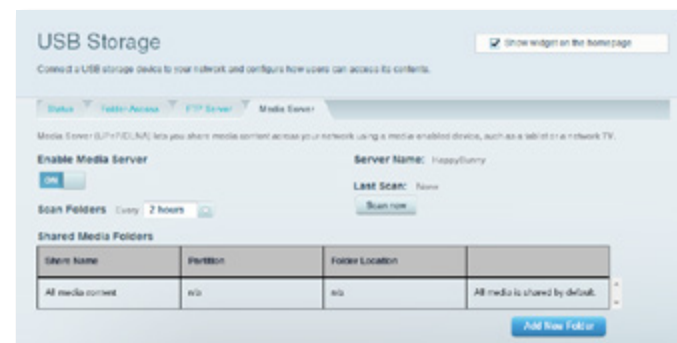 USB Storage
Show widget on the homepage
Connect a USB storage device to your network and configure how users can access its contents.
Status Folder Access FTP Server Media Server
Media Server (UPnP/DLNA) lets you share media content across your network using a media-enabled device, such as a tablet or a network TV.
Enable Media Server
Server Name: HappyBunny
ON
Last Scan: None
Scan now
Scan Folders Every 2 hours
Shared Media Folders
Share Name Partition Folder Location
All media content n/a n/a All media is shared by default.
Add New Folder